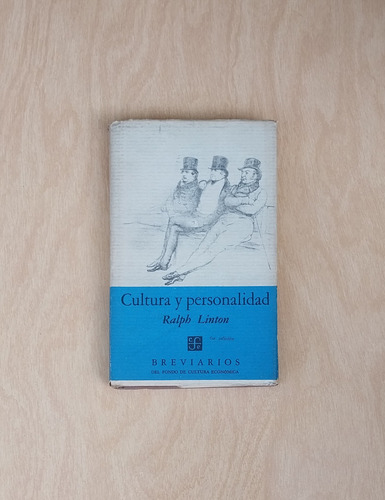 Cultura y personalidad
Ralph Linton
BREVIARIOS
DEL FONDO DE CULTURA ECONÓMICA